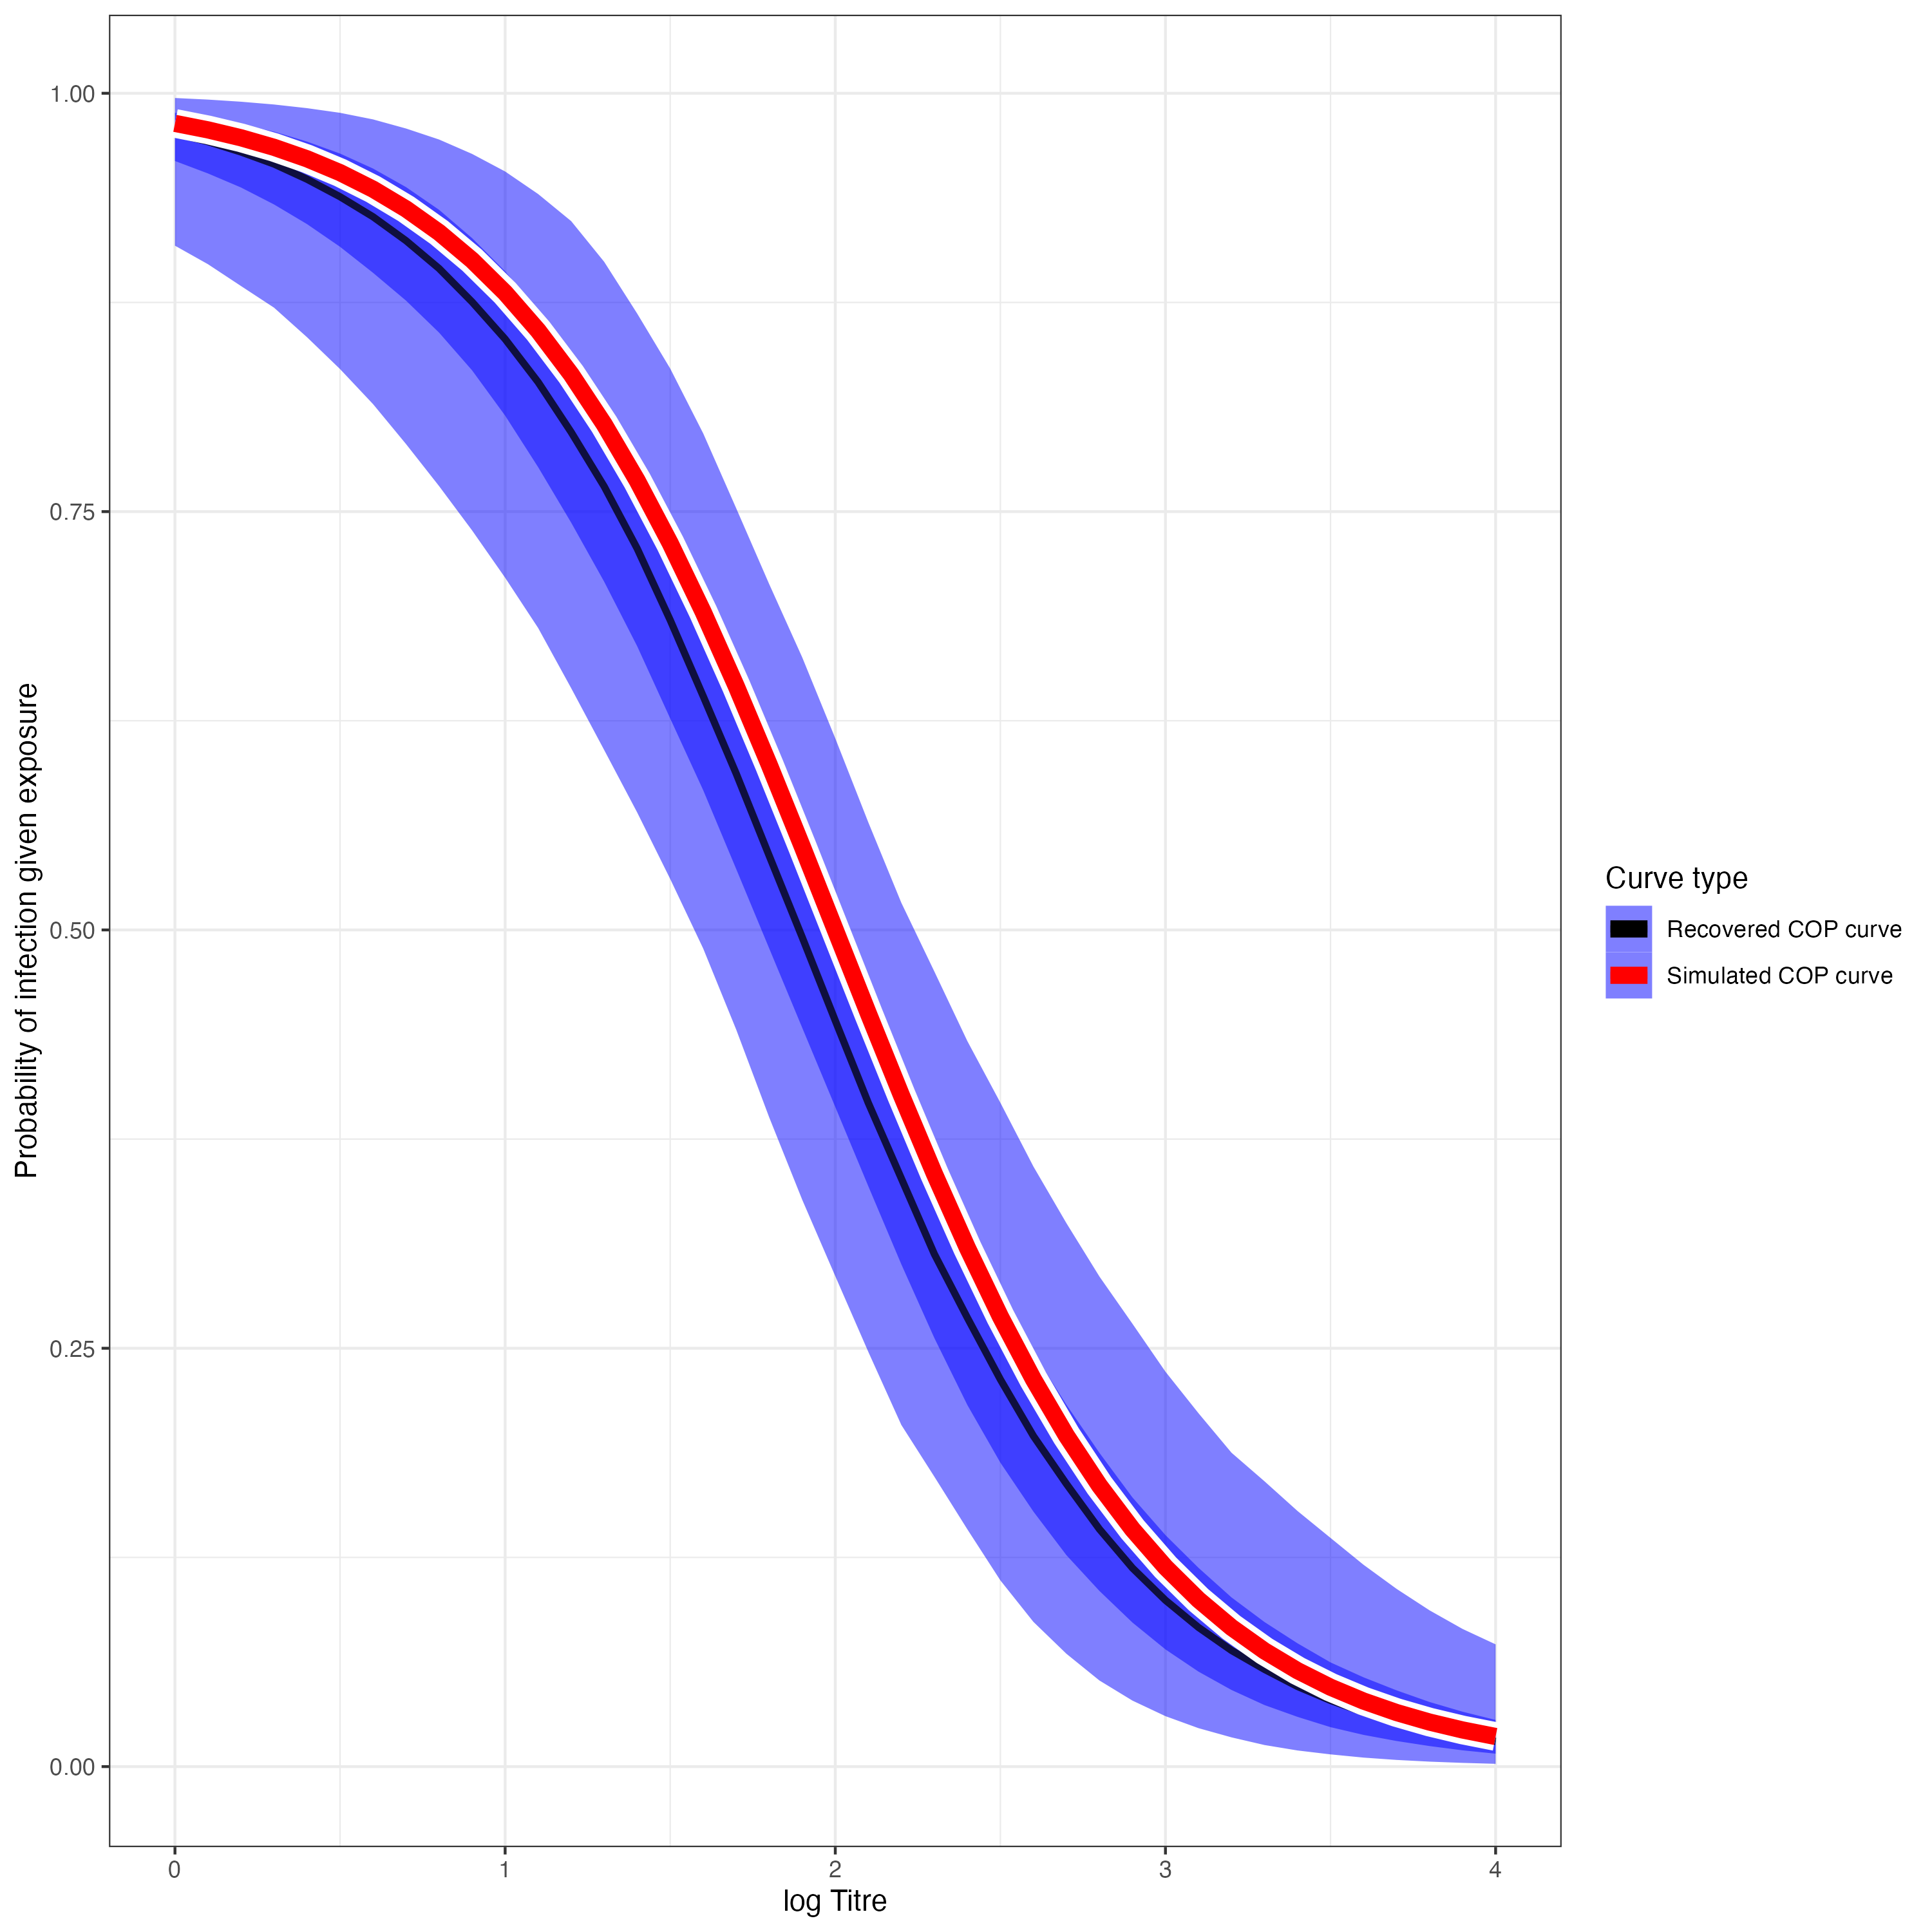 1.00
0.75
0.50
0.25
0.00
Probability of infection given exposure
0
1
2
3
4
log Titre
Curve type
Recovered COP curve
Simulated COP curve